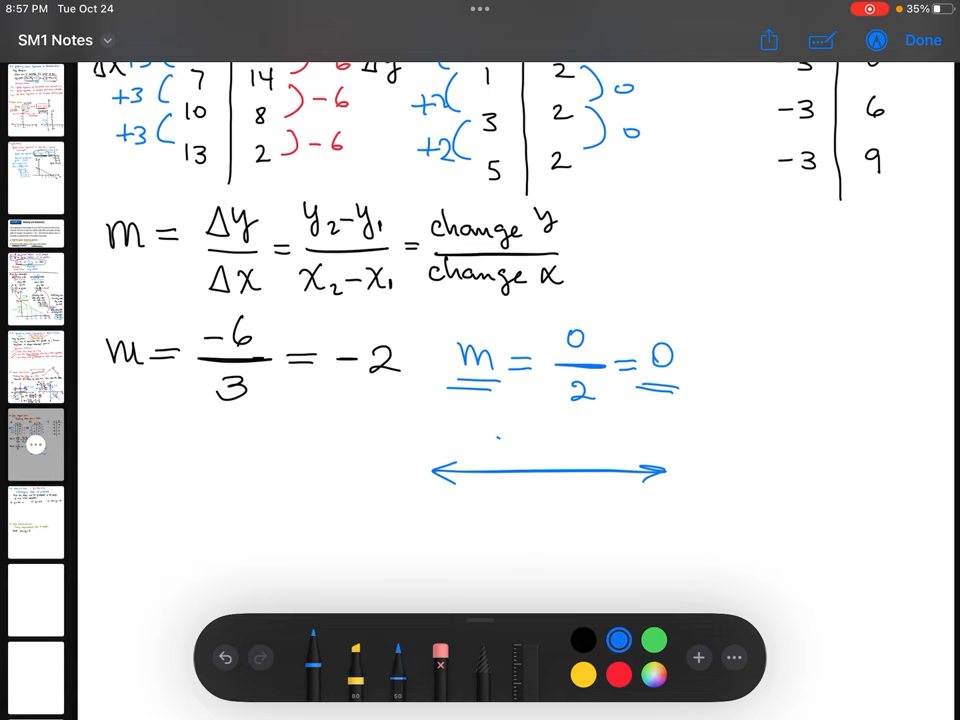 8:57 PM Tue Oct 24
35%
SM1 Notes
Done
Δy
1 2
+3 ( 7 14 ) -6
+2 ( ) 0
10 8
3 2
-3 6
+3 ( ) -6
+2 ( ) 0
13 2
5 2
-3 9
m = Δy/Δx = y₂-y₁/x₂-x₁ = change y/change x
m = -6/3 = -2
m = 0/2 = 0
80
50